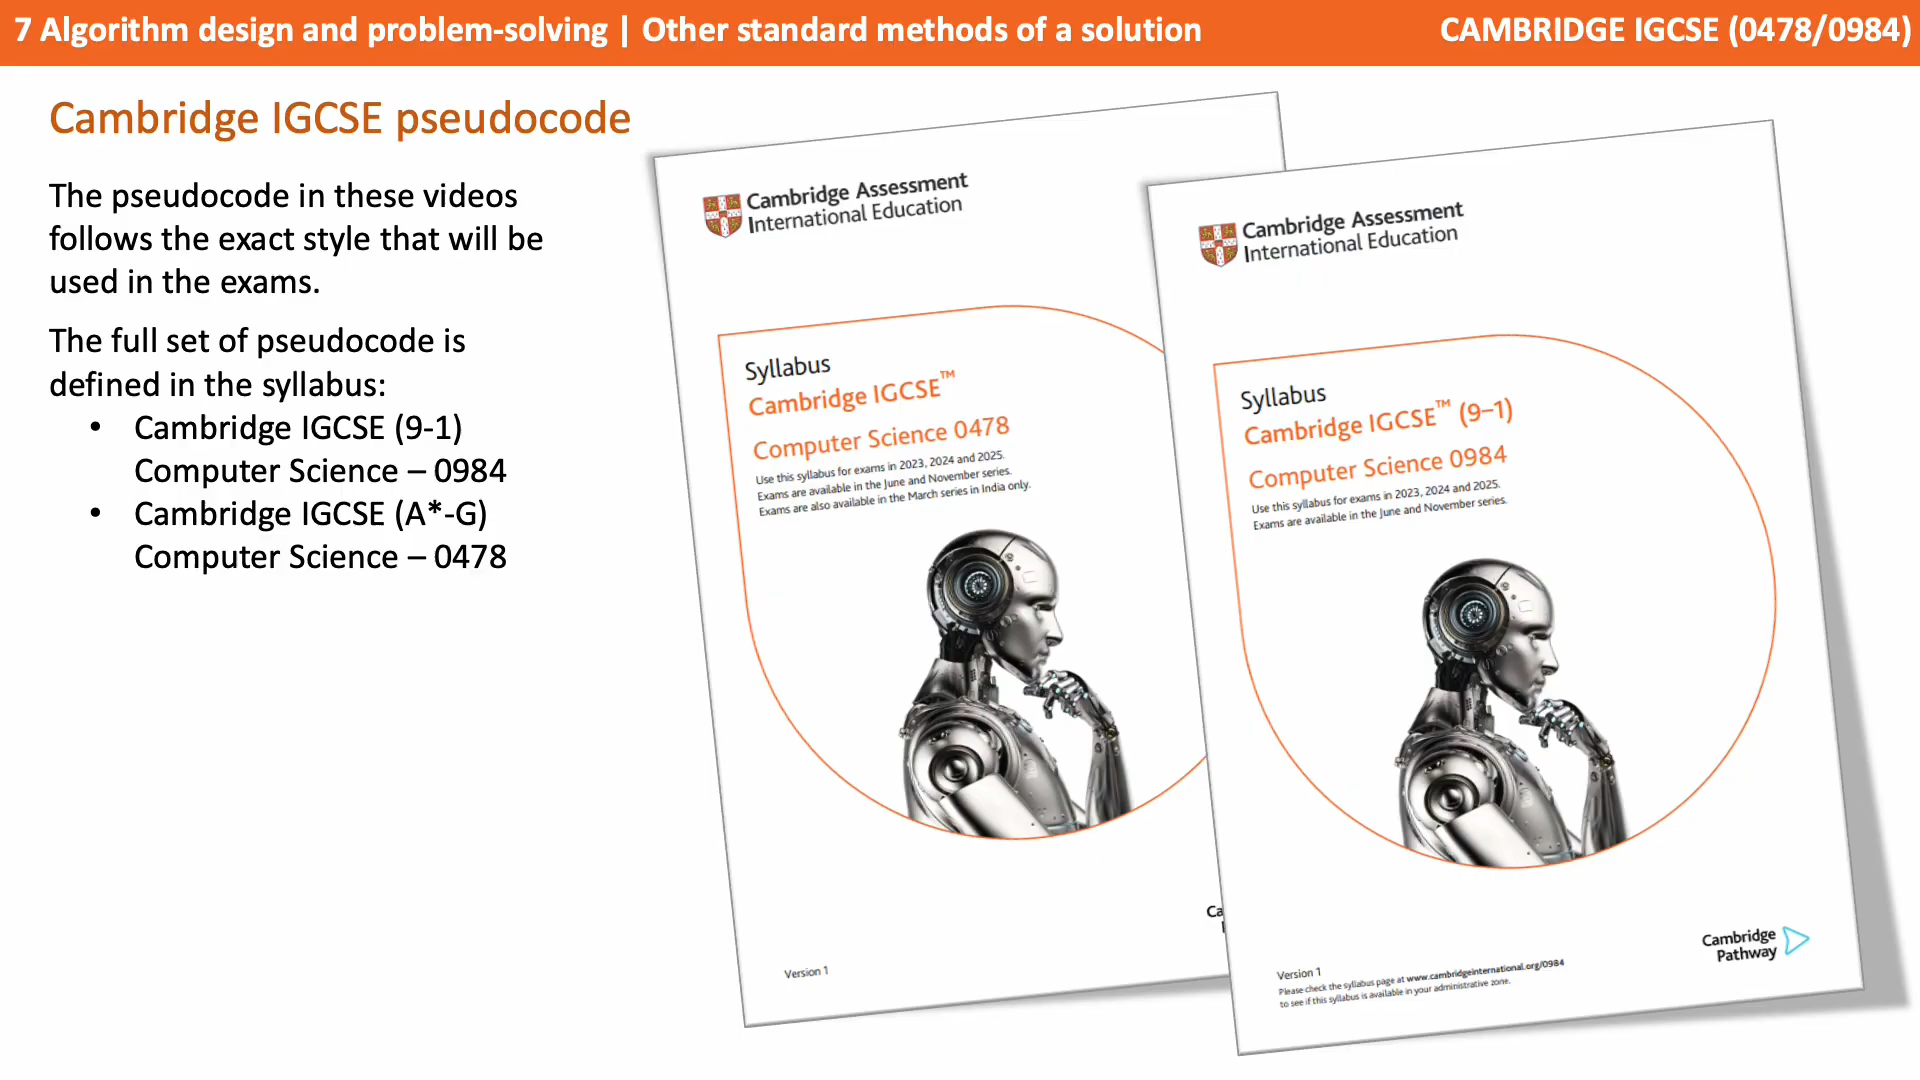 7 Algorithm design and problem-solving | Other standard methods of a solution
CAMBRIDGE IGCSE (0478/0984)
Cambridge IGCSE pseudocode
The pseudocode in these videos
follows the exact style that will be
used in the exams.
The full set of pseudocode is
defined in the syllabus:
• Cambridge IGCSE (9-1)
Computer Science – 0984
• Cambridge IGCSE (A*-G)
Computer Science – 0478
Cambridge Assessment
International Education
Syllabus
Cambridge IGCSE™
Computer Science 0478
Use this syllabus for exams in 2023, 2024 and 2025.
Exams are available in the June and November series.
Exams are also available in the March series in India only.
Version 1
Cambridge Assessment
International Education
Syllabus
Cambridge IGCSE™ (9–1)
Computer Science 0984
Use this syllabus for exams in 2023, 2024 and 2025.
Exams are available in the June and November series.
Cambridge
Pathway
Version 1
Please check the syllabus page at www.cambridgeinternational.org/0984
to see if this syllabus is available in your administrative zone.